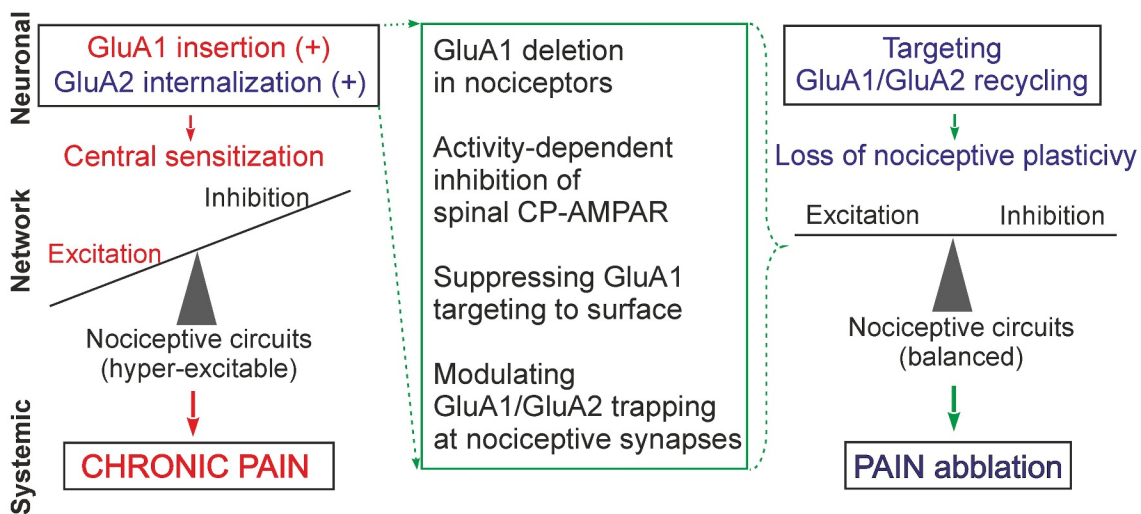 Neuronal
GluA1 insertion (+)
GluA2 internalization (+)
Central sensitization
Network
Inhibition
Excitation
Nociceptive circuits
(hyper-excitable)
Systemic
CHRONIC PAIN
GluA1 deletion
in nociceptors
Activity-dependent
inhibition of
spinal CP-AMPAR
Suppressing GluA1
targeting to surface
Modulating
GluA1/GluA2 trapping
at nociceptive synapses
Targeting
GluA1/GluA2 recycling
Loss of nociceptive plasticivy
Excitation
Inhibition
Nociceptive circuits
(balanced)
PAIN abblation